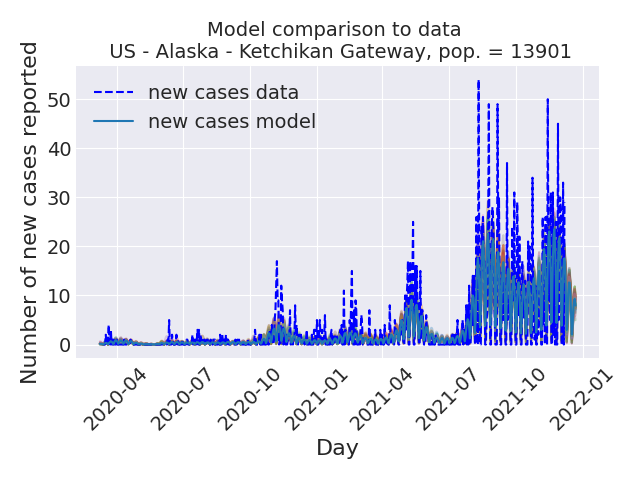 Model comparison to data
US - Alaska - Ketchikan Gateway, pop. = 13901
new cases data
new cases model
Number of new cases reported
50
40
30
20
10
0
2020-04
2020-07
2020-10
2021-01
2021-04
2021-07
2021-10
2022-01
Day